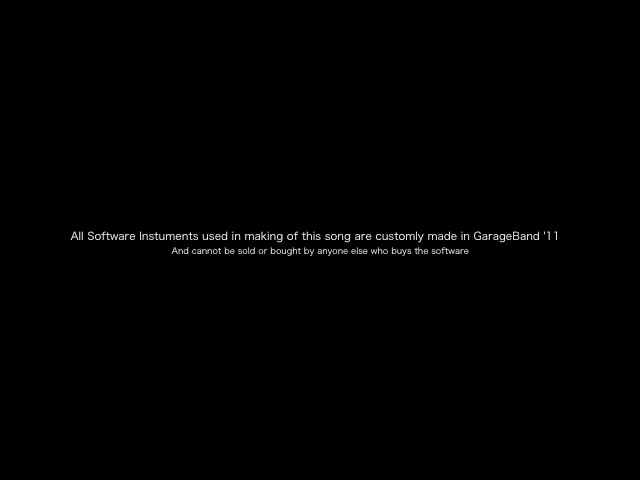 All Software Instuments used in making of this song are customly made in GarageBand '11
And cannot be sold or bought by anyone else who buys the software